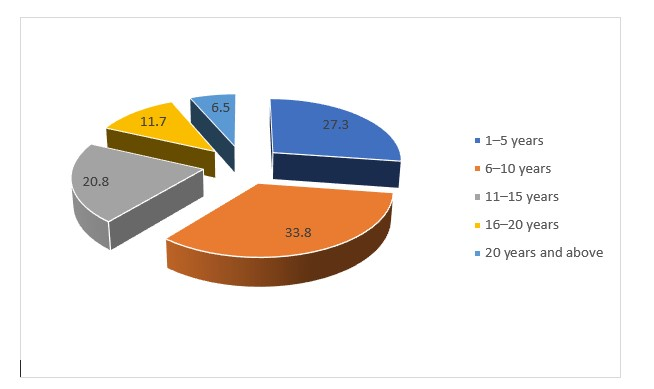 6.5
11.7
27.3
20.8
33.8
1–5 years
6–10 years
11–15 years
16–20 years
20 years and above